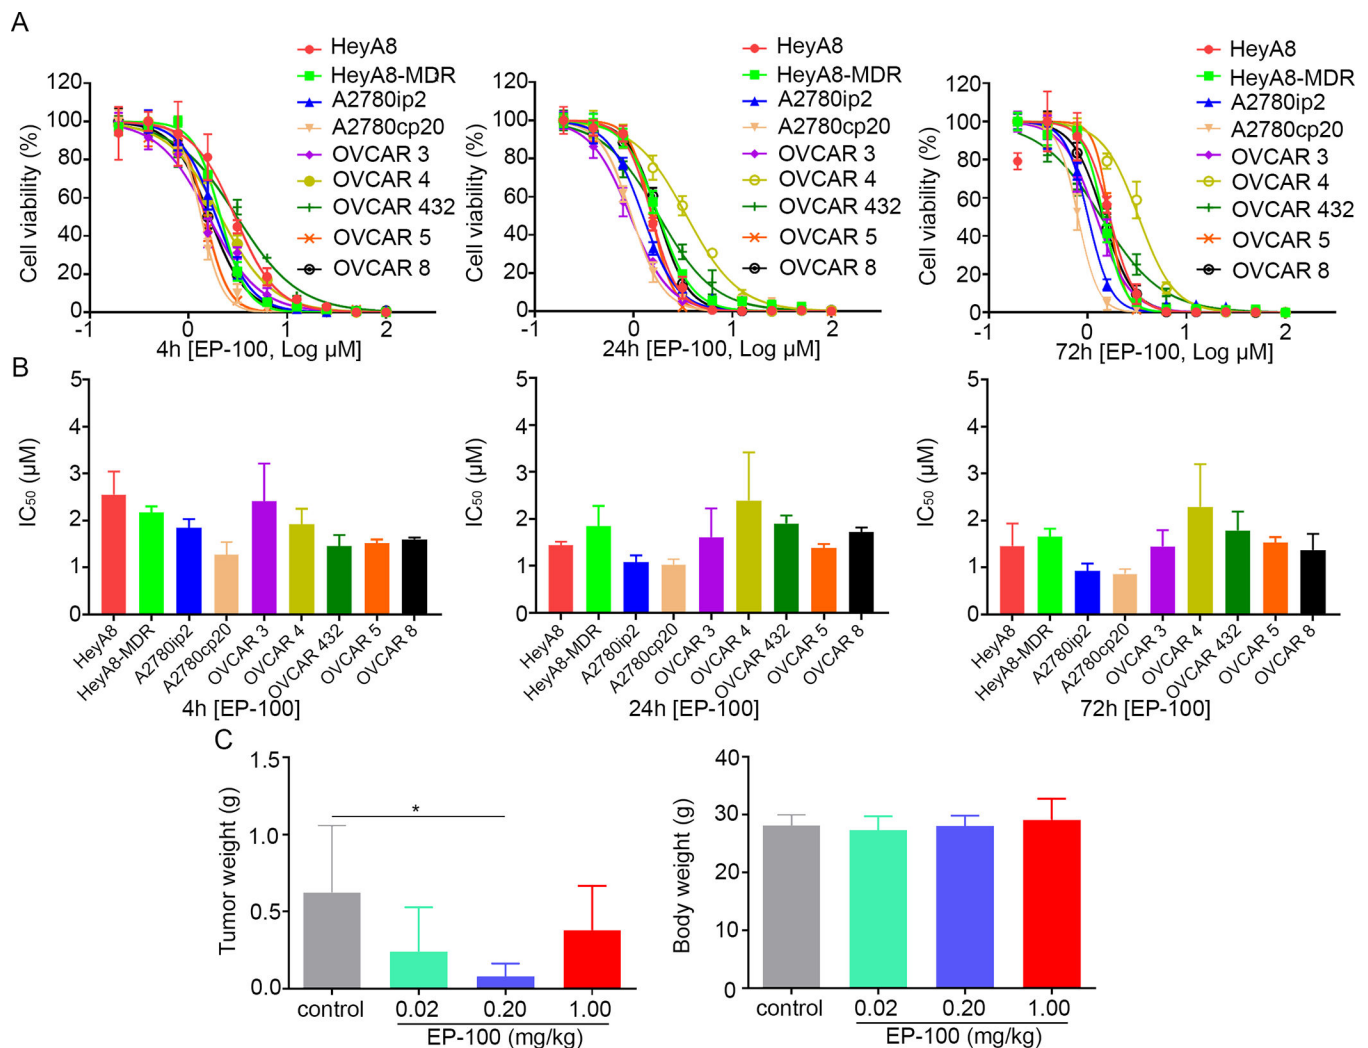 A
HeyA8
HeyA8-MDR
A2780ip2
A2780cp20
OVCAR 3
OVCAR 4
OVCAR 432
OVCAR 5
OVCAR 8
Cell viability (%)
120
100
80
60
40
20
0
-1 0 1 2
4h [EP-100, Log µM]
HeyA8
HeyA8-MDR
A2780ip2
A2780cp20
OVCAR 3
OVCAR 4
OVCAR 432
OVCAR 5
OVCAR 8
Cell viability (%)
120
100
80
60
40
20
0
-1 0 1 2
24h [EP-100, Log µM]
HeyA8
HeyA8-MDR
A2780ip2
A2780cp20
OVCAR 3
OVCAR 4
OVCAR 432
OVCAR 5
OVCAR 8
Cell viability (%)
120
100
80
60
40
20
0
-1 0 1 2
72h [EP-100, Log µM]
B
IC50 (µM)
5
4
3
2
1
0
HeyA8
HeyA8-MDR
A2780ip2
A2780cp20
OVCAR 3
OVCAR 4
OVCAR 432
OVCAR 5
OVCAR 8
4h [EP-100]
IC50 (µM)
5
4
3
2
1
0
HeyA8
HeyA8-MDR
A2780ip2
A2780cp20
OVCAR 3
OVCAR 4
OVCAR 432
OVCAR 5
OVCAR 8
24h [EP-100]
IC50 (µM)
5
4
3
2
1
0
HeyA8
HeyA8-MDR
A2780ip2
A2780cp20
OVCAR 3
OVCAR 4
OVCAR 432
OVCAR 5
OVCAR 8
72h [EP-100]
C
Tumor weight (g)
1.5
1.0
0.5
0.0
*
control 0.02 0.20 1.00
EP-100 (mg/kg)
Body weight (g)
40
30
20
10
0
control 0.02 0.20 1.00
EP-100 (mg/kg)